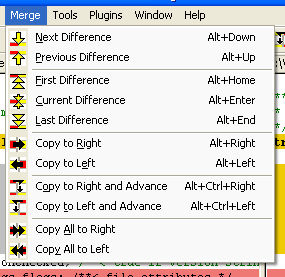 Merge Tools Plugins Window Help
Next Difference Alt+Down
Previous Difference Alt+Up
First Difference Alt+Home
Current Difference Alt+Enter
Last Difference Alt+End
Copy to Right Alt+Right
Copy to Left Alt+Left
Copy to Right and Advance Alt+Ctrl+Right
Copy to Left and Advance Alt+Ctrl+Left
Copy All to Right
Copy All to Left